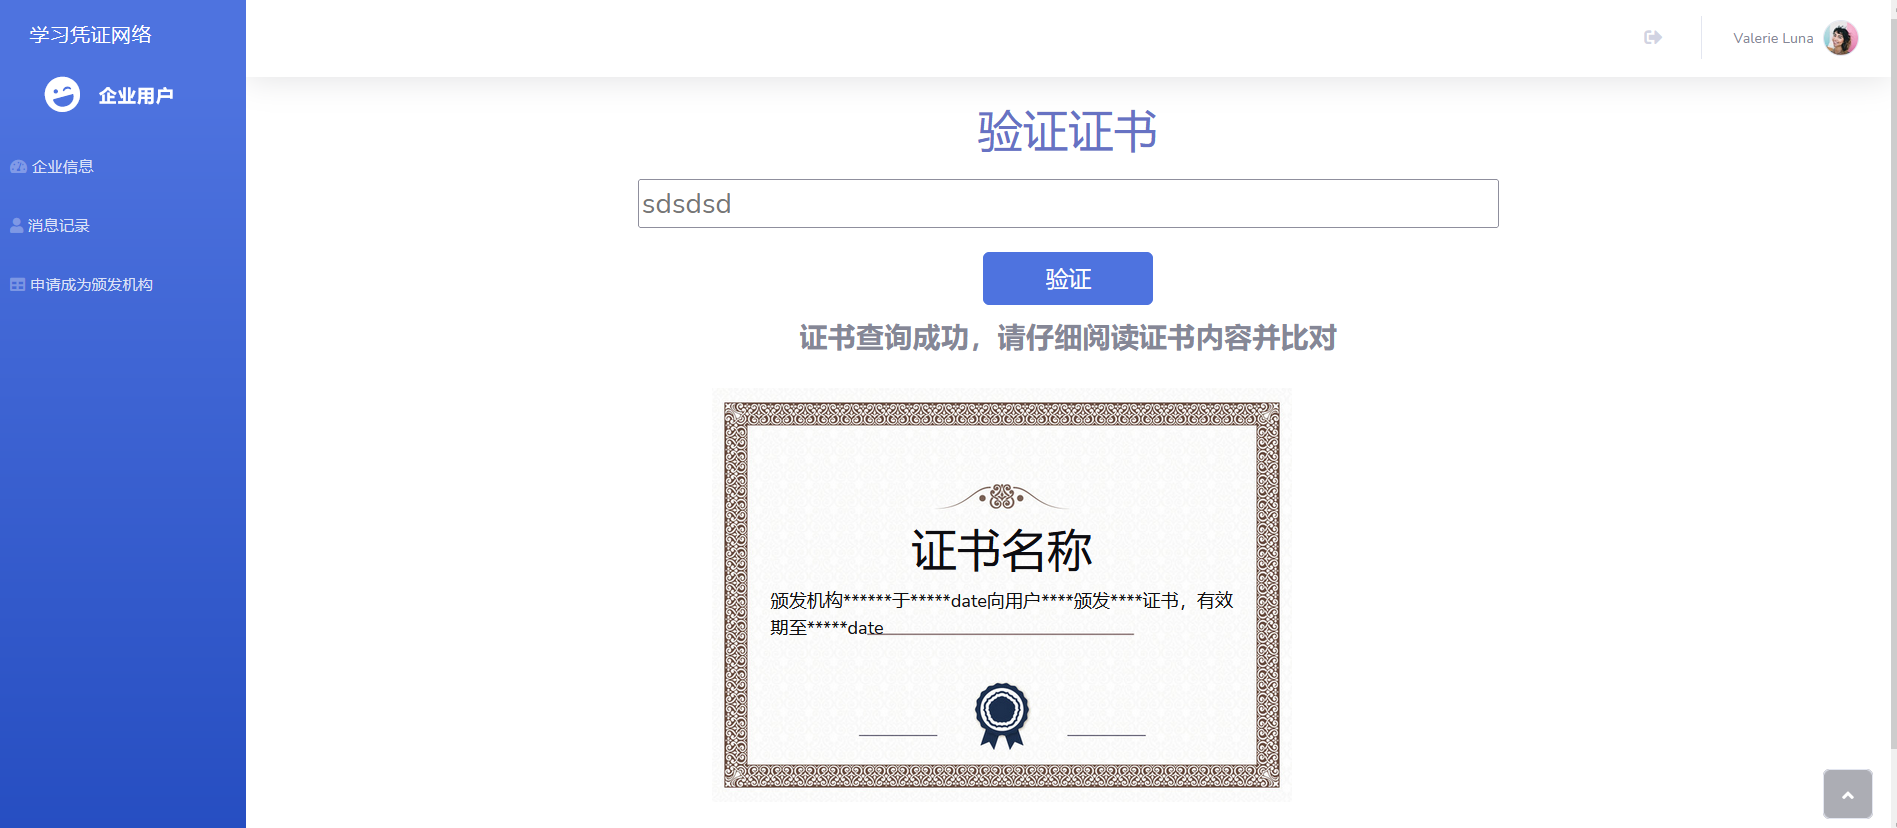 学习凭证网络
企业用户
企业信息
消息记录
申请成为颁发机构
Valerie Luna
验证证书
sdsdsd
验证
证书查询成功，请仔细阅读证书内容并比对
证书名称
颁发机构******于*****date向用户****颁发****证书，有效
期至*****date